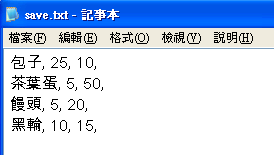 save.txt - 記事本
檔案(F) 編輯(E) 格式(O) 檢視(V) 說明(H)
包子, 25, 10,
茶葉蛋, 5, 50,
饅頭, 5, 20,
黑輪, 10, 15,